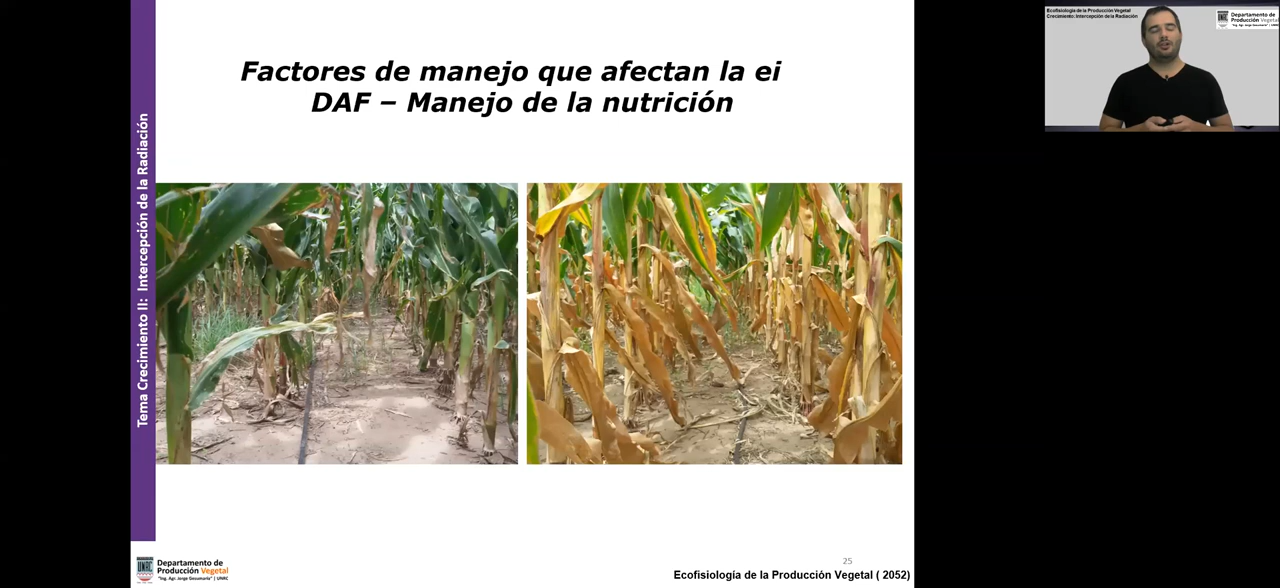 Factores de manejo que afectan la ei
DAF – Manejo de la nutrición
Tema Crecimiento II: Intercepción de la Radiación
UNRC
Departamento de
Producción Vegetal
"Ing. Agr. Jorge Gesumaría" | UNRC
25
Ecofisiología de la Producción Vegetal ( 2052)
Ecofisiología de la Producción Vegetal
Crecimiento: Intercepción de la Radiación
Departamento de
Producción Vegetal